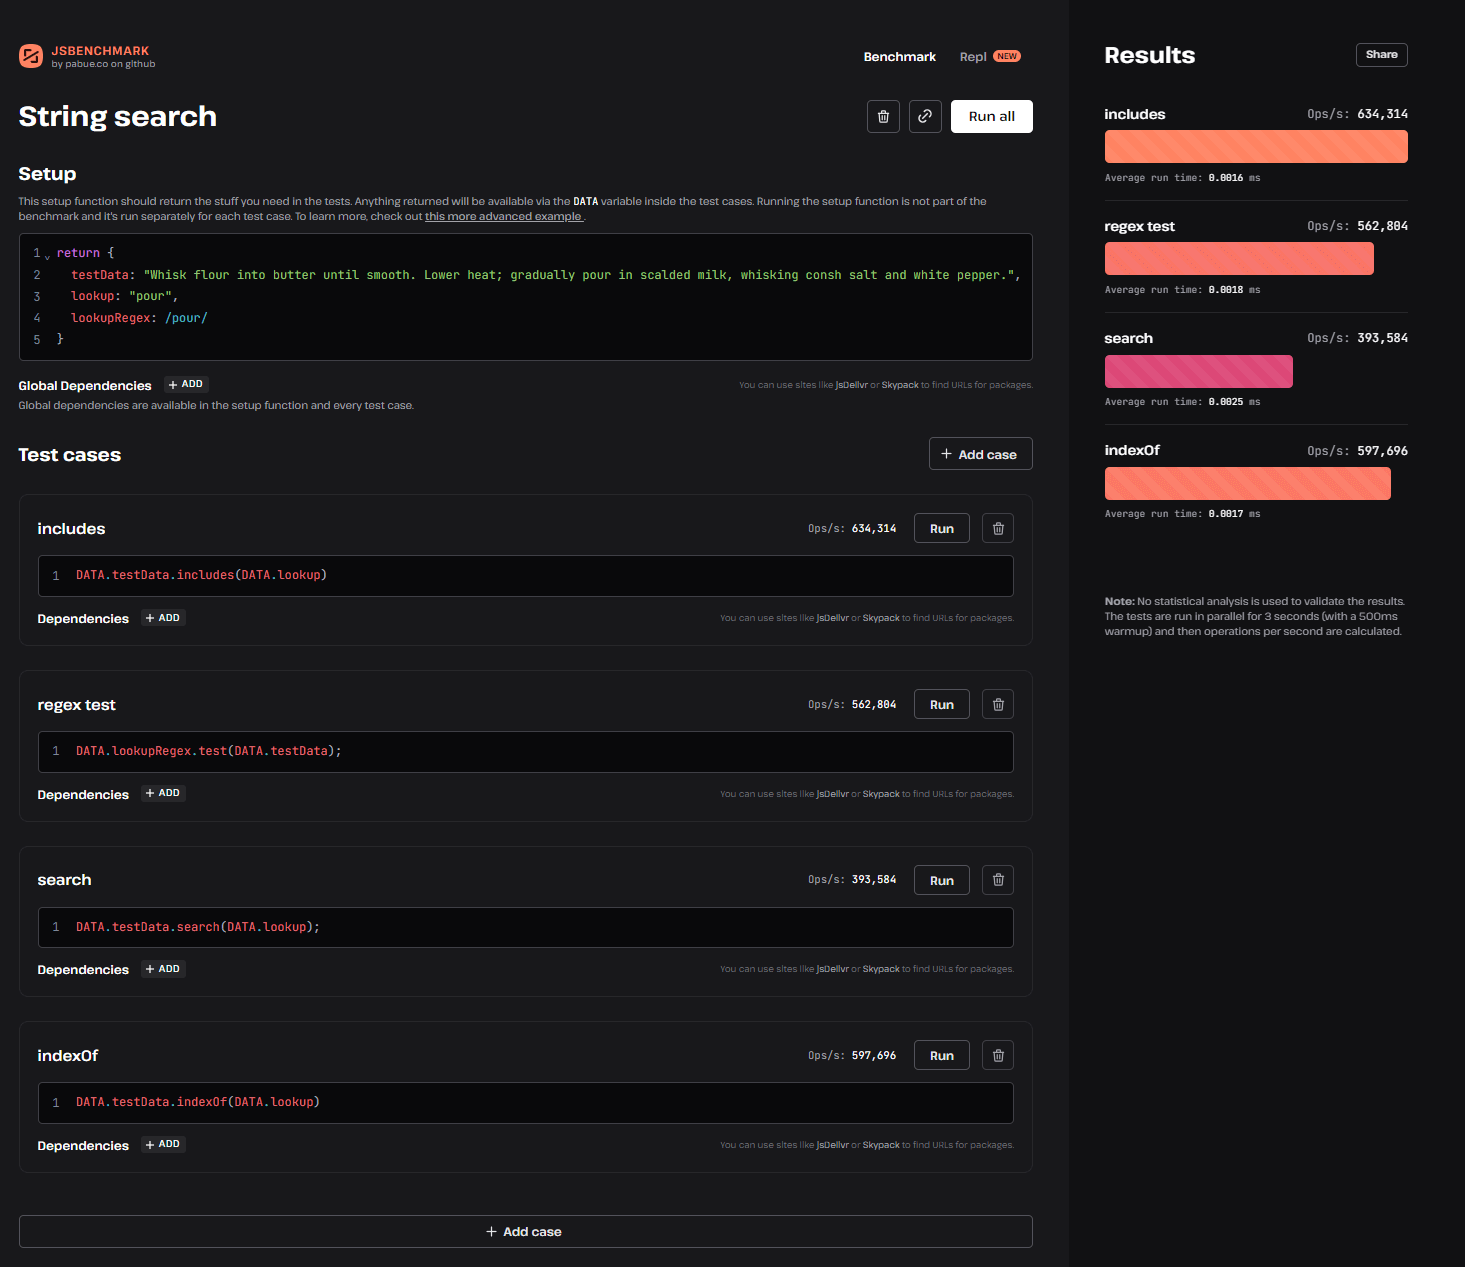 JSBENCHMARK
by pabue.co on github
Benchmark
Repl NEW
String search
Run all
Setup
This setup function should return the stuff you need in the tests. Anything returned will be available via the DATA variable inside the test cases. Running the setup function is not part of the
benchmark and it's run separately for each test case. To learn more, check out this more advanced example .
1 return {
2 testData: "Whisk flour into butter until smooth. Lower heat; gradually pour in scalded milk, whisking consh salt and white pepper.",
3 lookup: "pour",
4 lookupRegex: /pour/
5 }
Global Dependencies + ADD
You can use sites like jsDelivr or Skypack to find URLs for packages.
Global dependencies are available in the setup function and every test case.
Test cases
+ Add case
includes
Ops/s: 634,314
Run
1 DATA.testData.includes(DATA.lookup)
Dependencies + ADD
You can use sites like jsDelivr or Skypack to find URLs for packages.
regex test
Ops/s: 562,804
Run
1 DATA.lookupRegex.test(DATA.testData);
Dependencies + ADD
You can use sites like jsDelivr or Skypack to find URLs for packages.
search
Ops/s: 393,584
Run
1 DATA.testData.search(DATA.lookup);
Dependencies + ADD
You can use sites like jsDelivr or Skypack to find URLs for packages.
indexOf
Ops/s: 597,696
Run
1 DATA.testData.indexOf(DATA.lookup)
Dependencies + ADD
You can use sites like jsDelivr or Skypack to find URLs for packages.
+ Add case
Results
Share
includes
Ops/s: 634,314
Average run time: 0.0016 ms
regex test
Ops/s: 562,804
Average run time: 0.0018 ms
search
Ops/s: 393,584
Average run time: 0.0025 ms
indexOf
Ops/s: 597,696
Average run time: 0.0017 ms
Note: No statistical analysis is used to validate the results.
The tests are run in parallel for 3 seconds (with a 500ms
warmup) and then operations per second are calculated.